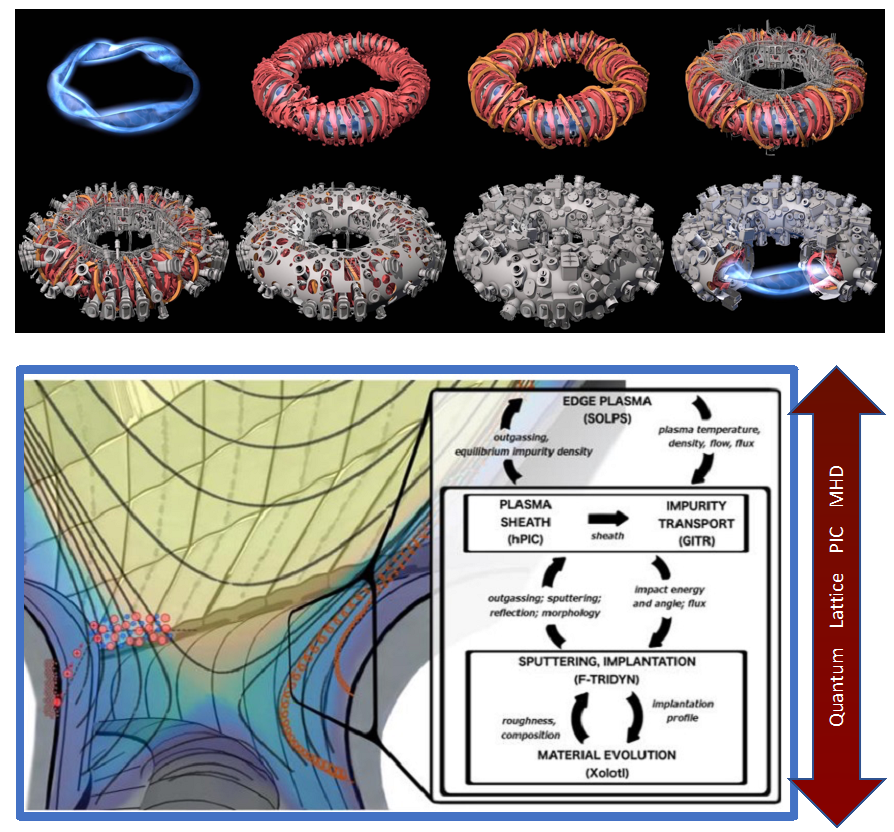 EDGE PLASMA
(SOLPS)
outgassing,
equilibrium impurity density
plasma temperature,
density, flow, flux
PLASMA
SHEATH
(hPIC)
sheath
IMPURITY
TRANSPORT
(GITR)
outgassing; sputtering;
reflection; morphology
impact energy
and angle; flux
SPUTTERING, IMPLANTATION
(F-TRIDYN)
roughness,
composition
implantation
profile
MATERIAL EVOLUTION
(Xolotl)
Quantum Lattice PIC MHD